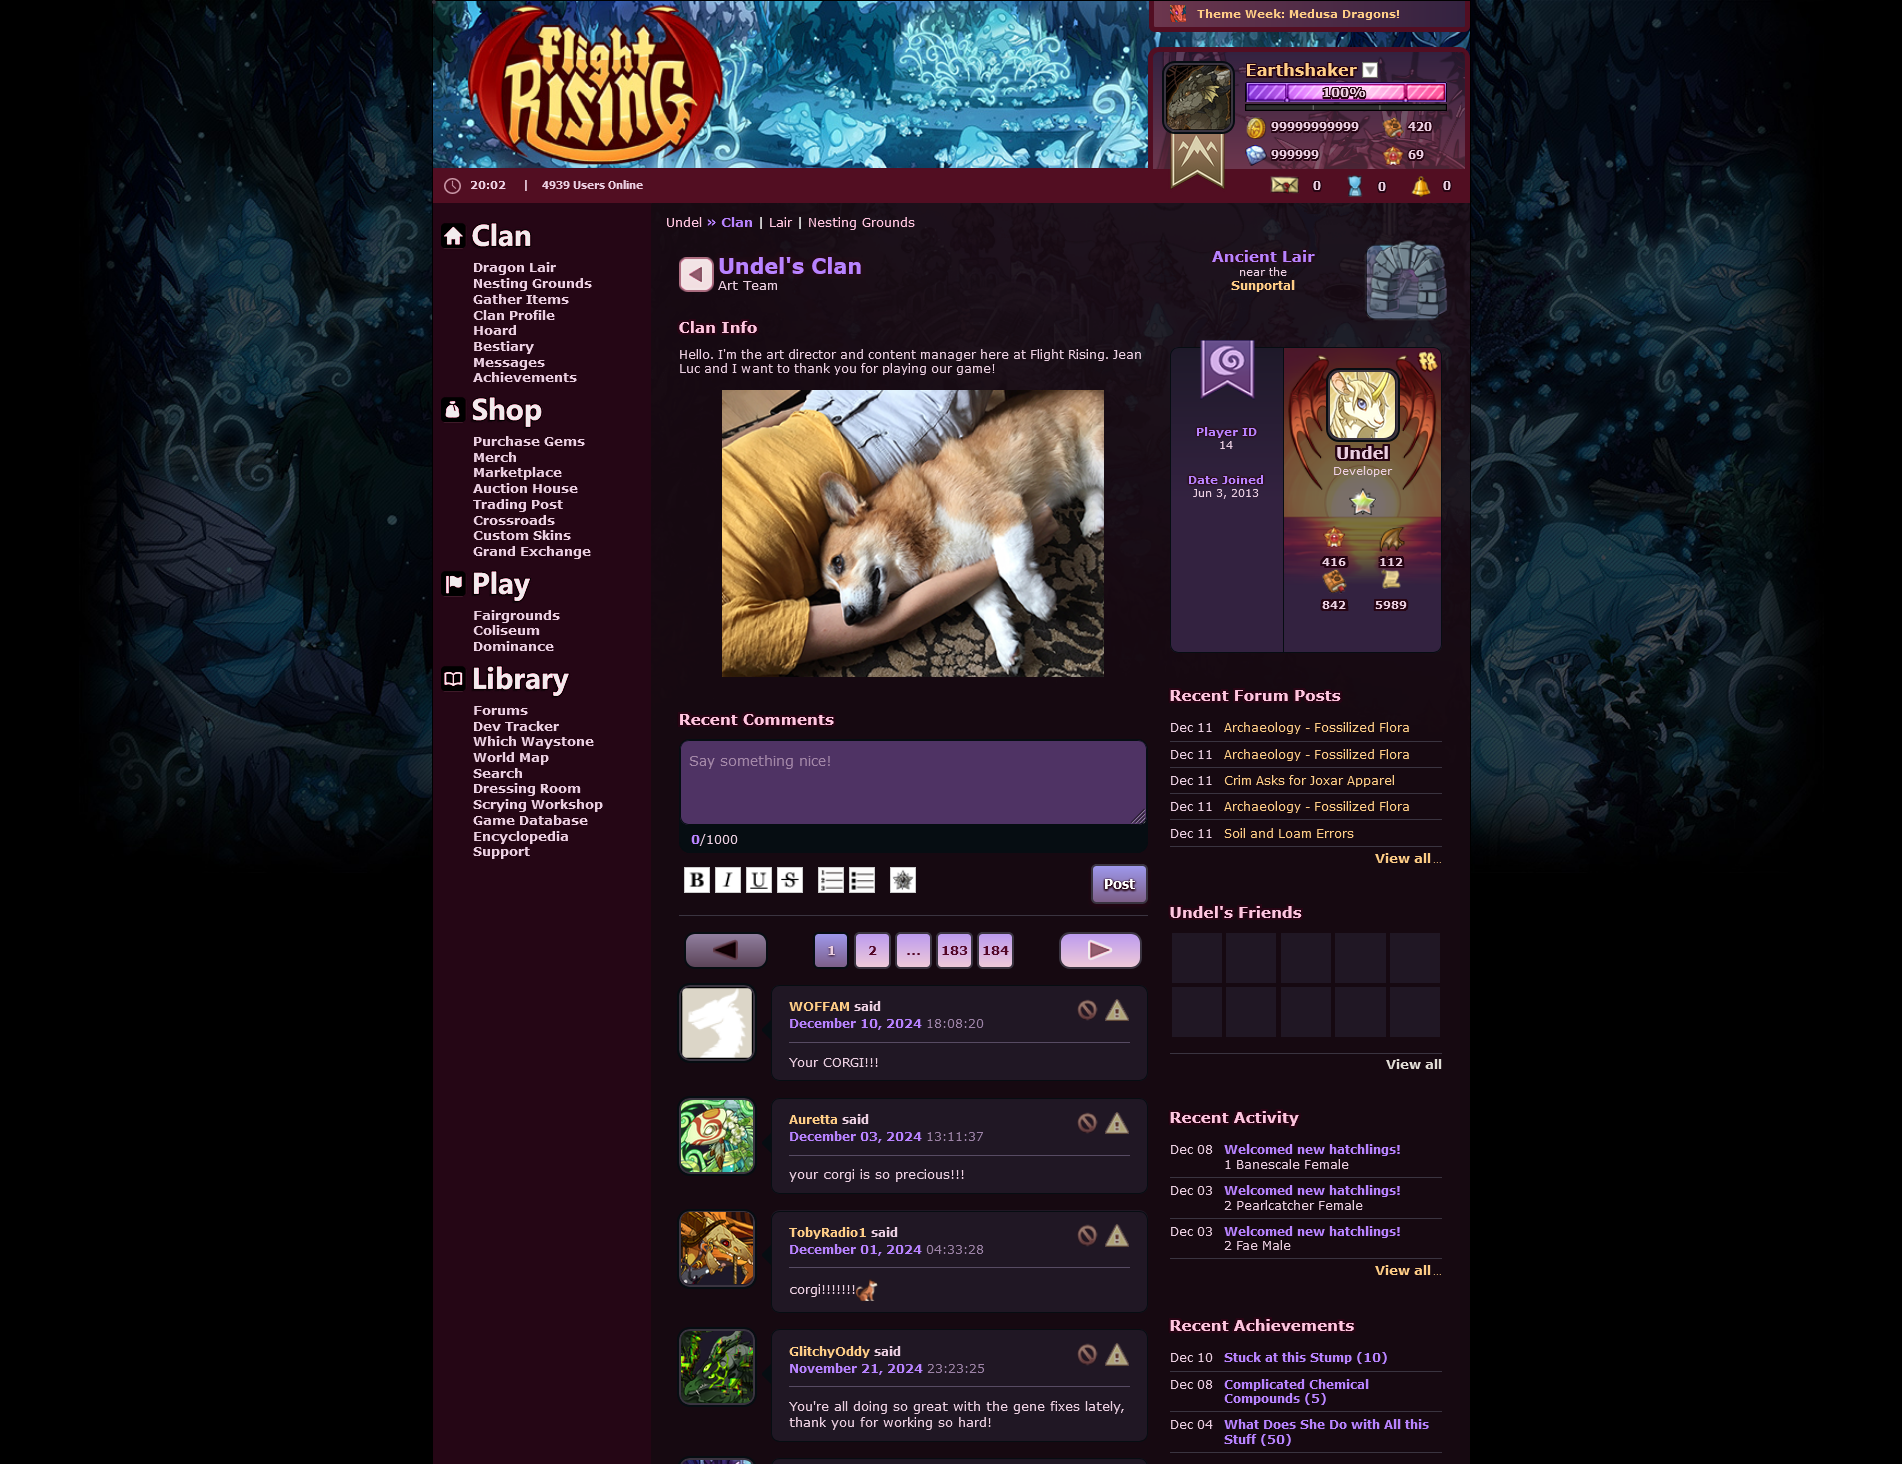 Flight
Rising
Theme Week: Medusa Dragons!
Earthshaker
100%
99999999999
420
999999
69
20:02 | 4939 Users Online
0
0
0
Clan
Dragon Lair
Nesting Grounds
Gather Items
Clan Profile
Hoard
Bestiary
Messages
Achievements
Shop
Purchase Gems
Merch
Marketplace
Auction House
Trading Post
Crossroads
Custom Skins
Grand Exchange
Play
Fairgrounds
Coliseum
Dominance
Library
Forums
Dev Tracker
Which Waystone
World Map
Search
Dressing Room
Scrying Workshop
Game Database
Encyclopedia
Support
Undel » Clan | Lair | Nesting Grounds
Undel's Clan
Art Team
Clan Info
Hello. I'm the art director and content manager here at Flight Rising. Jean
Luc and I want to thank you for playing our game!
Recent Comments
Say something nice!
0/1000
B I U S
Post
1 2 ... 183 184
WOFFAM said
December 10, 2024 18:08:20
Your CORGI!!!
Auretta said
December 03, 2024 13:11:37
your corgi is so precious!!!
TobyRadio1 said
December 01, 2024 04:33:28
corgi!!!!!!!
GlitchyOddy said
November 21, 2024 23:23:25
You're all doing so great with the gene fixes lately,
thank you for working so hard!
Ancient Lair
near the
Sunportal
Player ID
14
Date Joined
Jun 3, 2013
FR
Undel
Developer
416
112
842
5989
Recent Forum Posts
Dec 11 Archaeology - Fossilized Flora
Dec 11 Archaeology - Fossilized Flora
Dec 11 Crim Asks for Joxar Apparel
Dec 11 Archaeology - Fossilized Flora
Dec 11 Soil and Loam Errors
View all...
Undel's Friends
View all
Recent Activity
Dec 08 Welcomed new hatchlings!
1 Banescale Female
Dec 03 Welcomed new hatchlings!
2 Pearlcatcher Female
Dec 03 Welcomed new hatchlings!
2 Fae Male
View all...
Recent Achievements
Dec 10 Stuck at this Stump (10)
Dec 08 Complicated Chemical
Compounds (5)
Dec 04 What Does She Do with All this
Stuff (50)